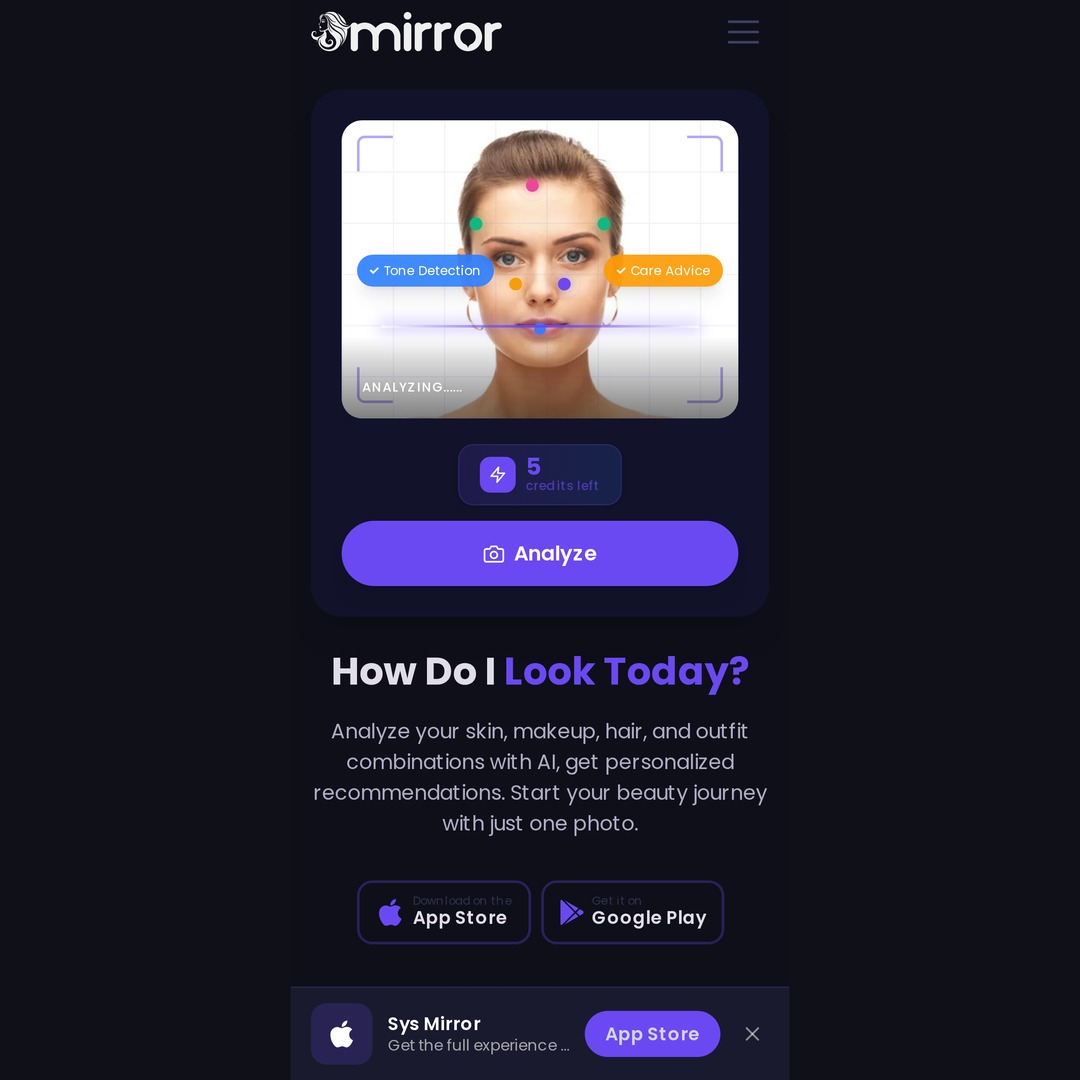 mirror
Tone Detection
Care Advice
ANALYZING......
5
credits left
Analyze
How Do I Look Today?
Analyze your skin, makeup, hair, and outfit
combinations with AI, get personalized
recommendations. Start your beauty journey
with just one photo.
Download on the
App Store
Get it on
Google Play
Sys Mirror
Get the full experience ...
App Store